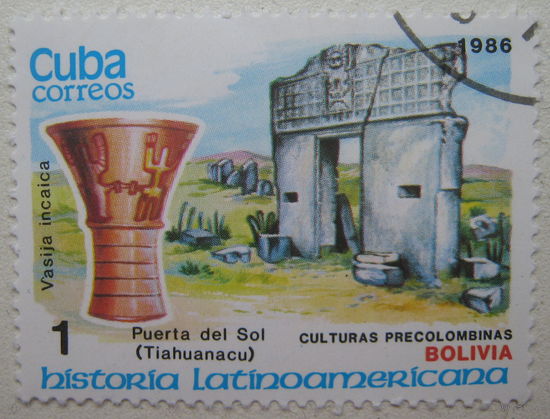 Cuba
correos
1986
Vasija incaica
1
Puerta del Sol
(Tiahuanacu)
CULTURAS PRECOLOMBINAS
BOLIVIA
historia Latinoamericana